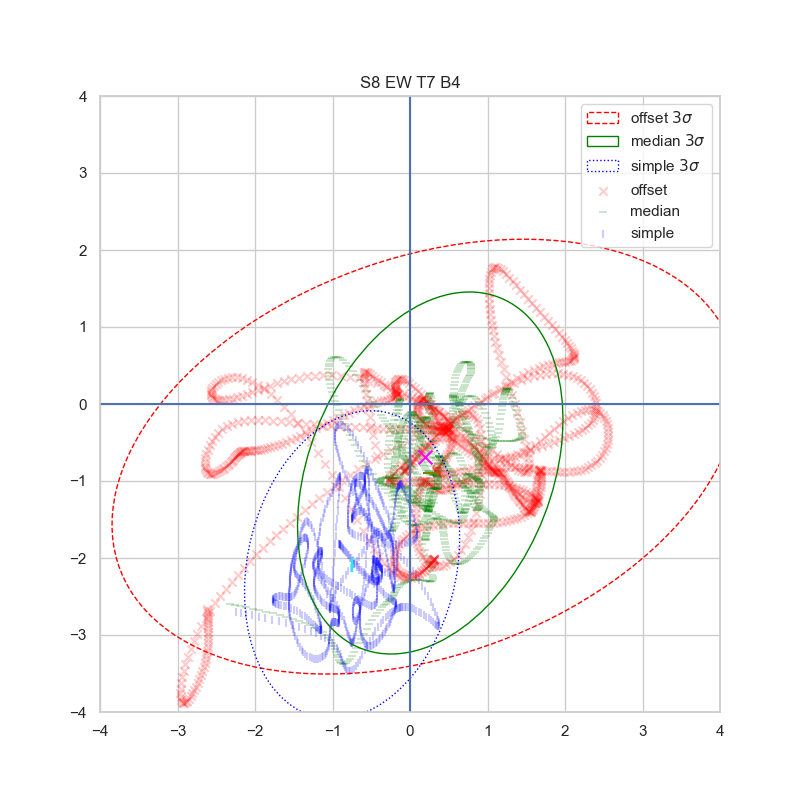 S8 EW T7 B4
offset 3σ
median 3σ
simple 3σ
offset
median
simple
4
3
2
1
0
−1
−2
−3
−4
−4 −3 −2 −1 0 1 2 3 4